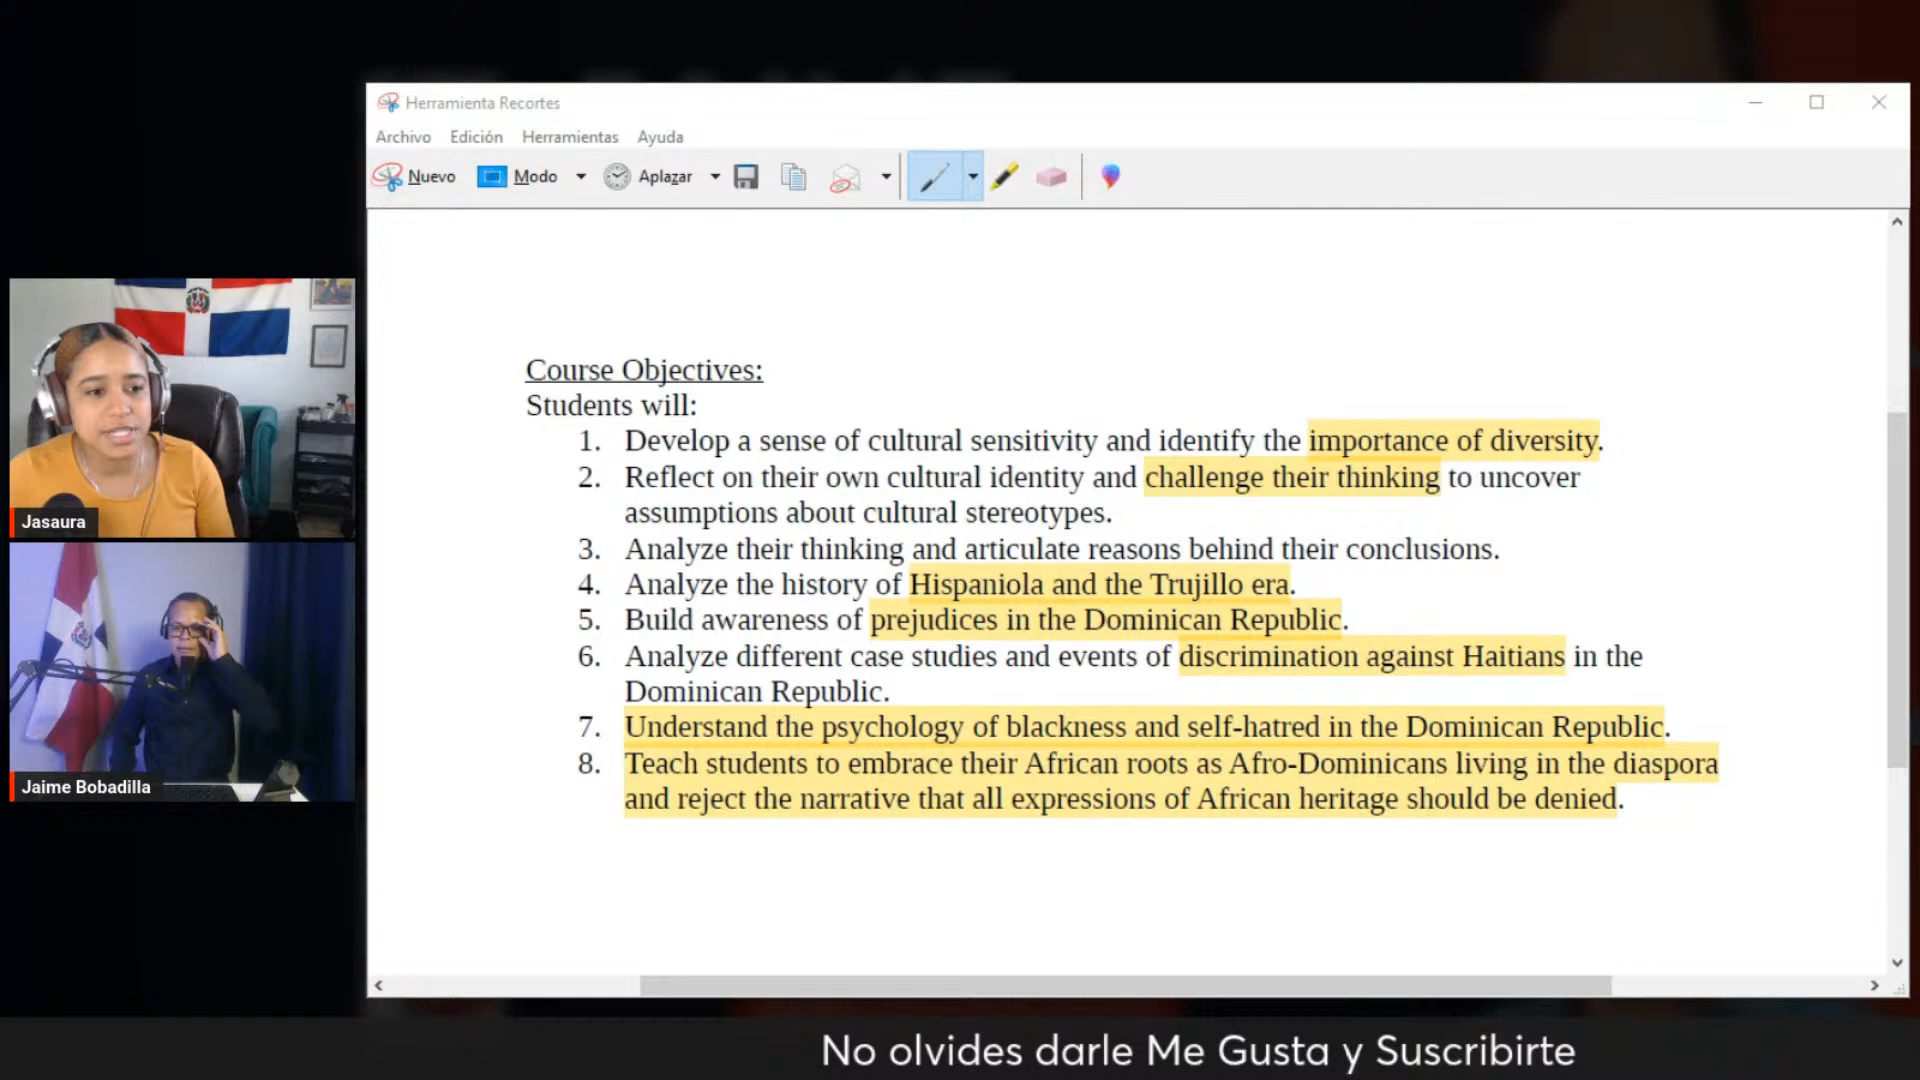 Herramienta Recortes
Archivo Edición Herramientas Ayuda
Nuevo Modo Aplazar
Course Objectives:
Students will:
1. Develop a sense of cultural sensitivity and identify the importance of diversity.
2. Reflect on their own cultural identity and challenge their thinking to uncover
assumptions about cultural stereotypes.
3. Analyze their thinking and articulate reasons behind their conclusions.
4. Analyze the history of Hispaniola and the Trujillo era.
5. Build awareness of prejudices in the Dominican Republic.
6. Analyze different case studies and events of discrimination against Haitians in the
Dominican Republic.
7. Understand the psychology of blackness and self-hatred in the Dominican Republic.
8. Teach students to embrace their African roots as Afro-Dominicans living in the diaspora
and reject the narrative that all expressions of African heritage should be denied.
Jasaura
Jaime Bobadilla
No olvides darle Me Gusta y Suscribirte